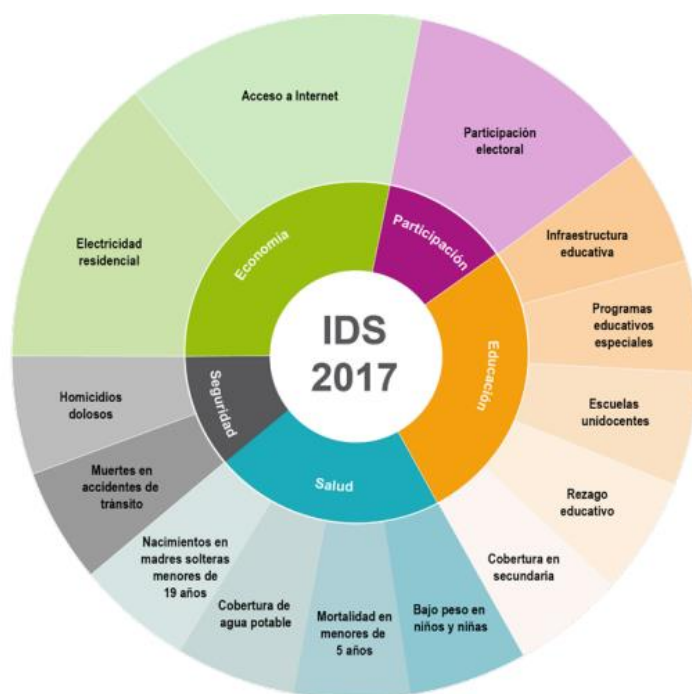 Acceso a Internet
Participación
electoral
Electricidad
residencial
Economía
Participación
Infraestructura
educativa
Programas
educativos
especiales
IDS
2017
Educación
Escuelas
unidocentes
Homicidios
dolosos
Seguridad
Muertes en
accidentes de
trànsito
Salud
Rezago
educativo
Nacimientos en
madres solteras
menores de
19 años
Cobertura en
secundaria
Cobertura de
agua potable
Mortalidad en
menores de
5 años
Bajo peso en
niños y niñas